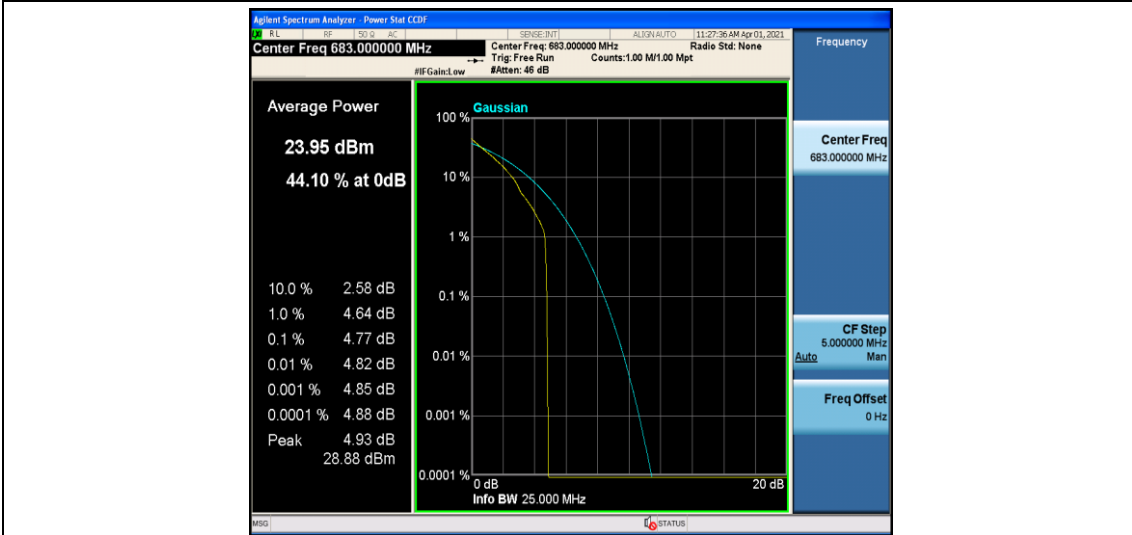 Agilent Spectrum Analyzer - Power Stat CCDF
LXI RL RF 50 Ω AC SENSE:INT ALIGN AUTO 11:27:36 AM Apr 01, 2021
Center Freq 683.000000 MHz
Center Freq: 683.000000 MHz Radio Std: None
Trig: Free Run Counts:1.00 M/1.00 Mpt
#IFGain:Low #Atten: 46 dB
Frequency
Average Power
23.95 dBm
44.10 % at 0dB
10.0 % 2.58 dB
1.0 % 4.64 dB
0.1 % 4.77 dB
0.01 % 4.82 dB
0.001 % 4.85 dB
0.0001 % 4.88 dB
Peak 4.93 dB
28.88 dBm
Gaussian
100 %
10 %
1 %
0.1 %
0.01 %
0.001 %
0.0001 %
0 dB 20 dB
Info BW 25.000 MHz
Center Freq
683.000000 MHz
CF Step
5.000000 MHz
Auto Man
Freq Offset
0 Hz
MSG STATUS